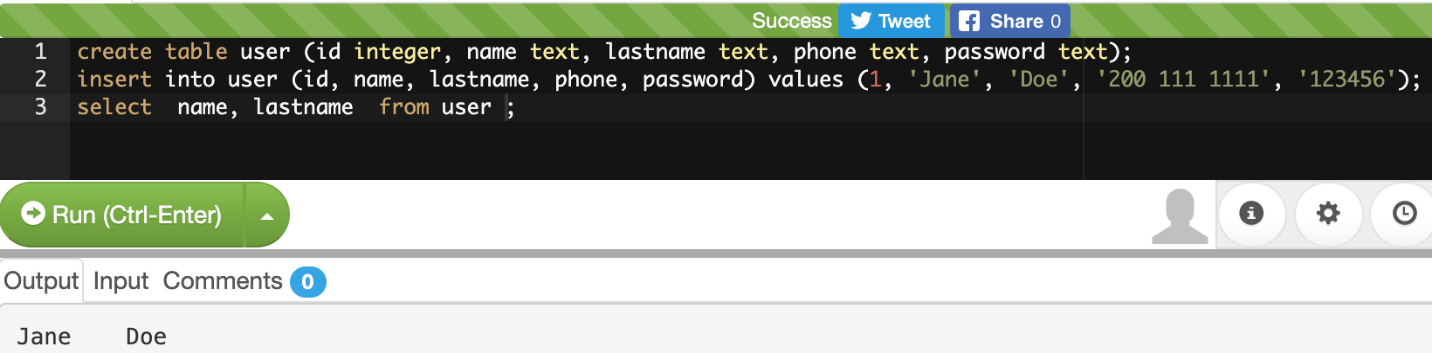 Success Tweet Share 0
1 create table user (id integer, name text, lastname text, phone text, password text);
2 insert into user (id, name, lastname, phone, password) values (1, 'Jane', 'Doe', '200 111 1111', '123456');
3 select  name, lastname  from user ;
Run (Ctrl-Enter)
Output Input Comments 0
Jane    Doe